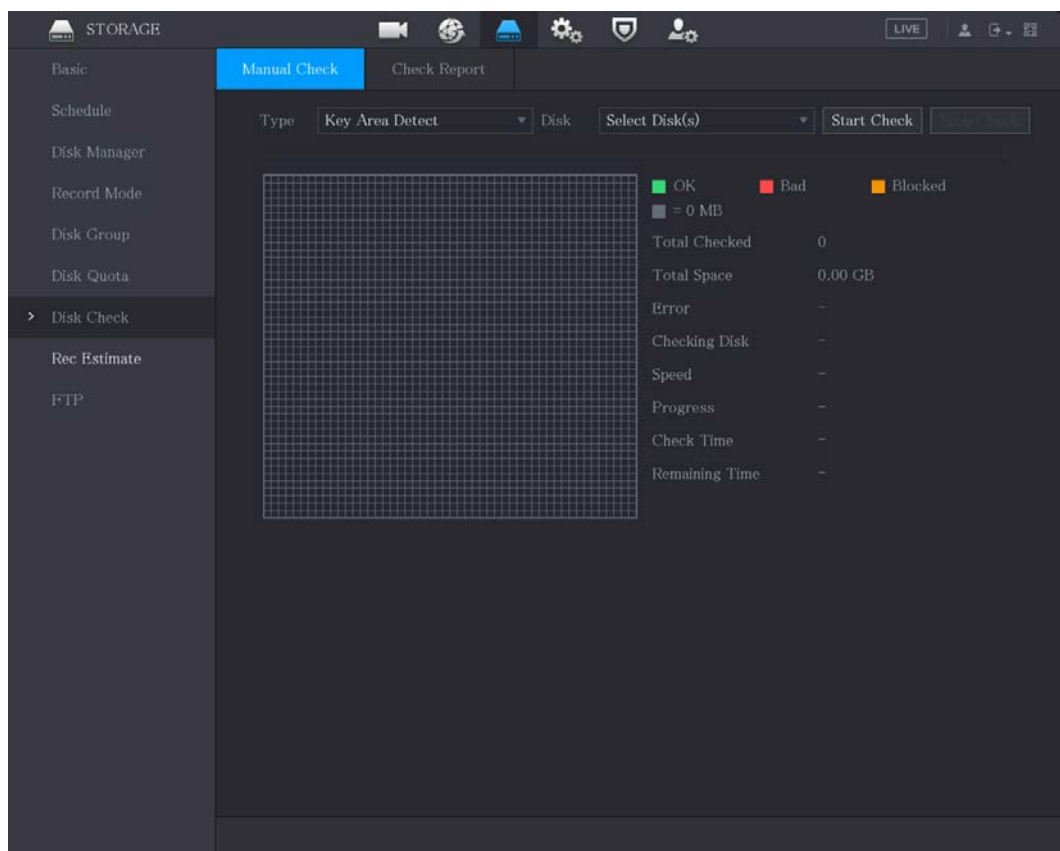 STORAGE LIVE
Basic
Manual Check Check Report
Schedule
Type Key Area Detect Disk Select Disk(s) Start Check Stop Check
Disk Manager
Record Mode
Disk Group
Disk Quota
Disk Check
Rec Estimate
FTP
OK Bad Blocked
= 0 MB
Total Checked 0
Total Space 0.00 GB
Error -
Checking Disk -
Speed -
Progress -
Check Time -
Remaining Time -